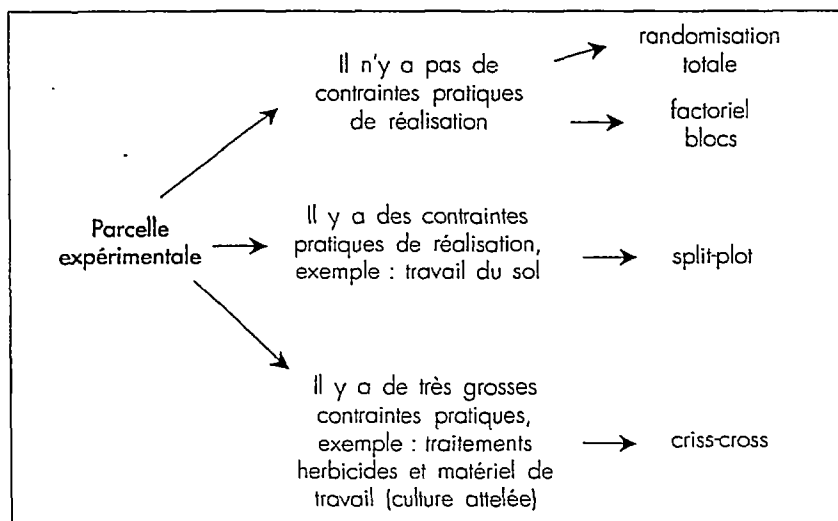 Parcelle
expérimentale
Il n'y a pas de
contraintes pratiques
de réalisation
randomisation
totale
factoriel
blocs
Il y a des contraintes
pratiques de réalisation,
exemple : travail du sol
split-plot
Il y a de très grosses
contraintes pratiques,
exemple : traitements
herbicides et matériel de
travail (culture attelée)
criss-cross